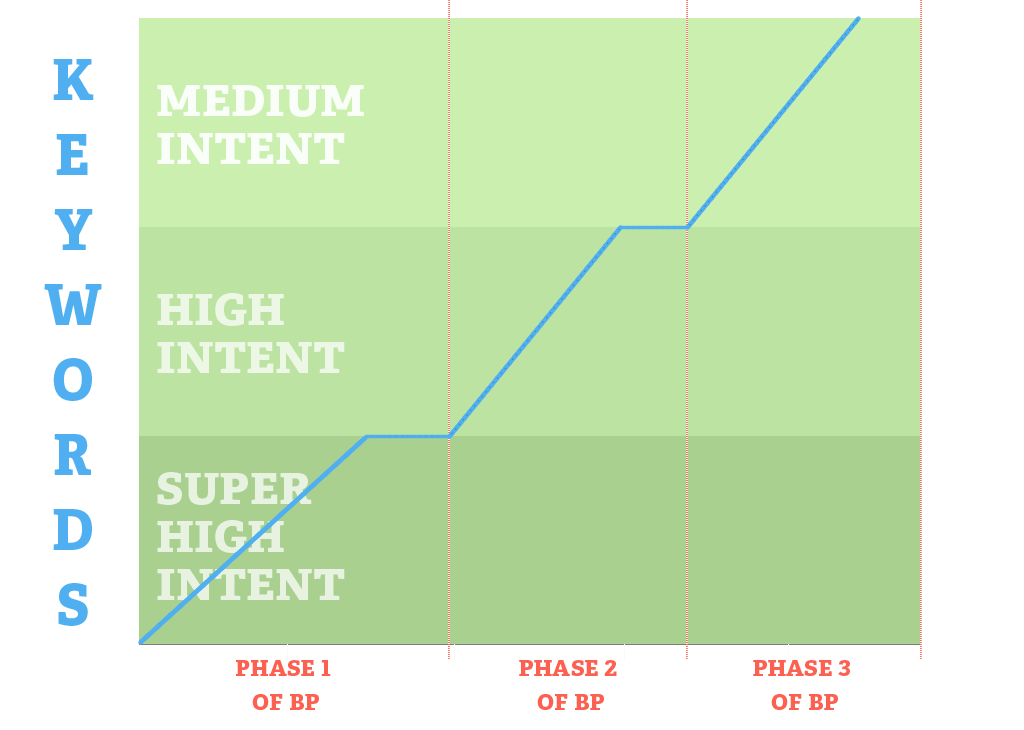 KEYWORDS
MEDIUM
INTENT
HIGH
INTENT
SUPER
HIGH
INTENT
PHASE 1
OF BP
PHASE 2
OF BP
PHASE 3
OF BP